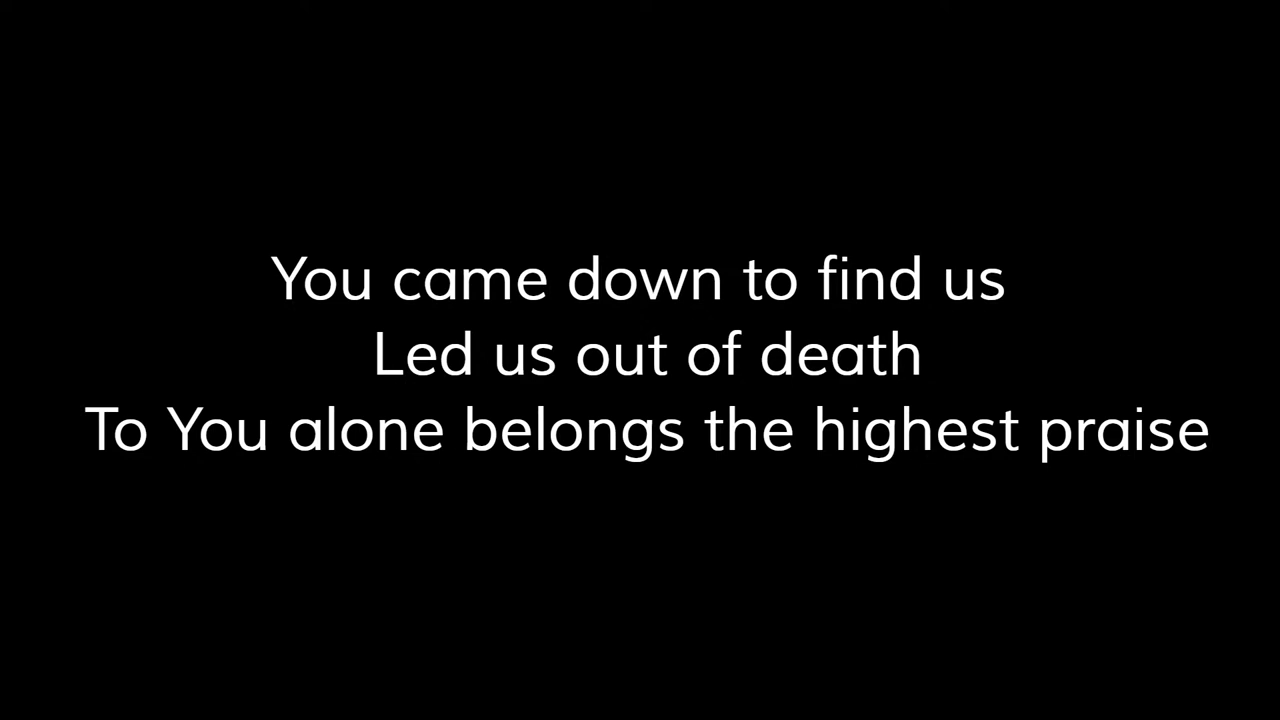 You came down to find us
Led us out of death
To You alone belongs the highest praise